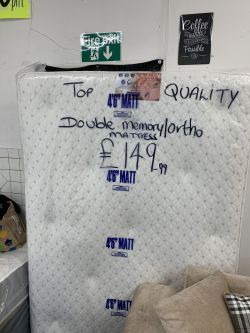 Fire exit
Coffee
Possible
TOP QUALITY
4'6" MATT
Double memory/ortho
MATTRESS
£149.99
4'6" MATT
4'6" MATT
4'6" MATT